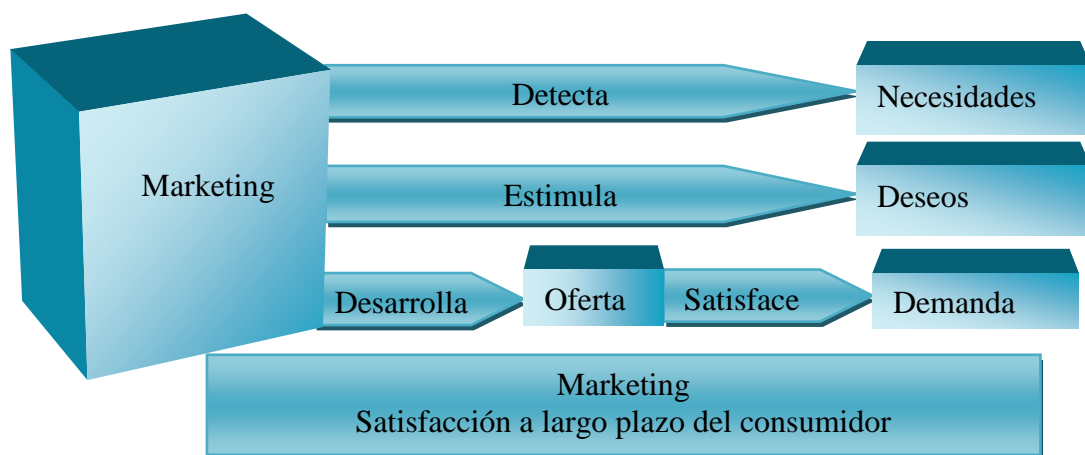 Marketing
Detecta
Necesidades
Estimula
Deseos
Desarrolla
Oferta
Satisface
Demanda
Marketing
Satisfacción a largo plazo del consumidor